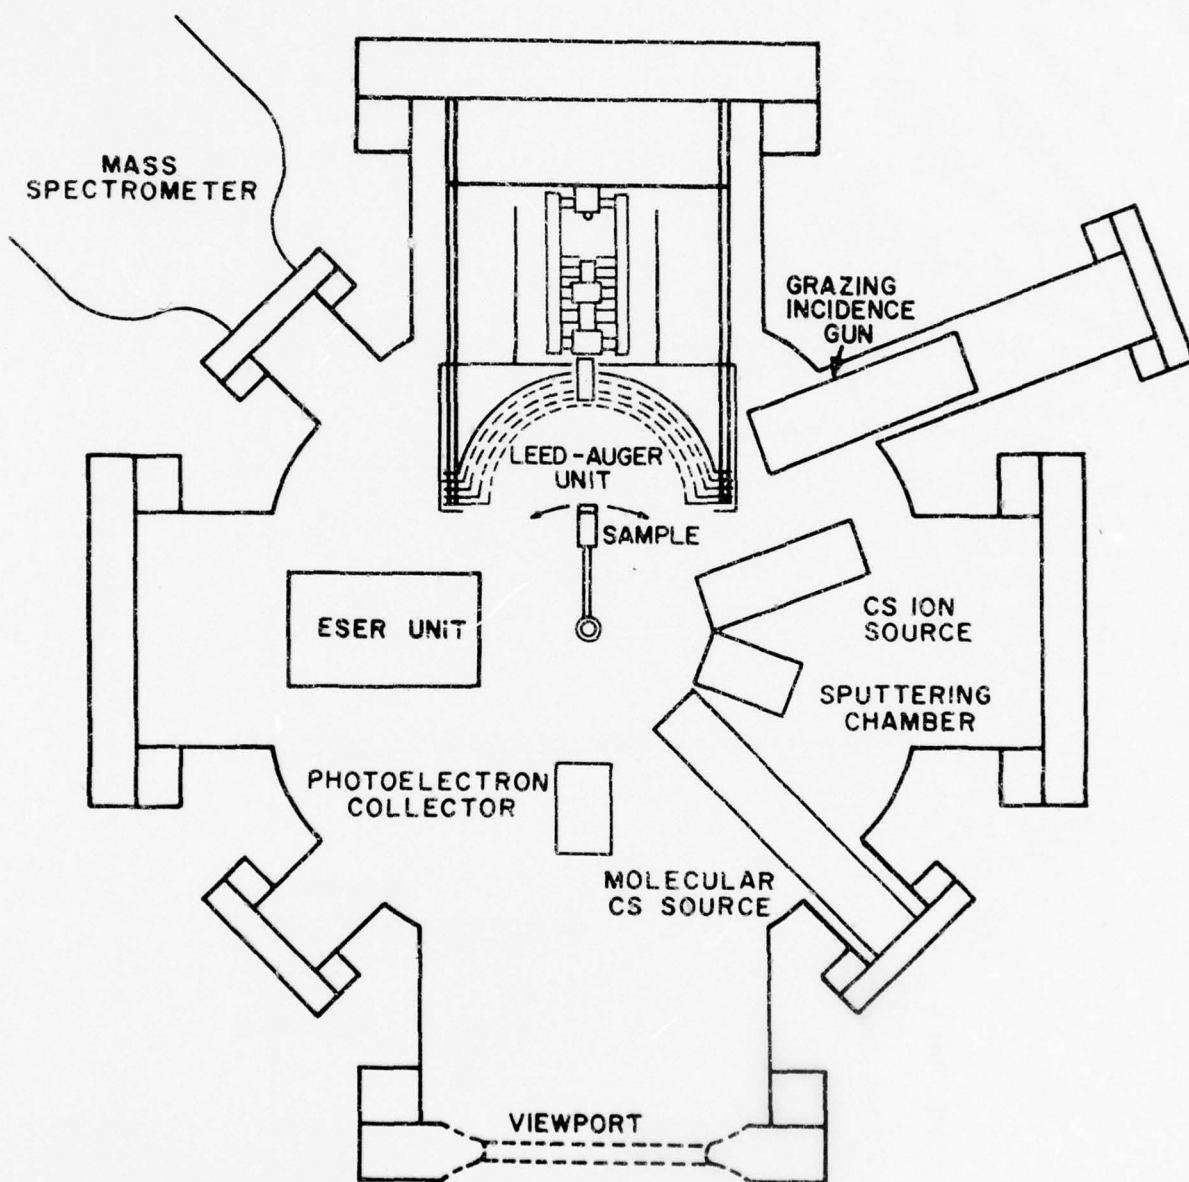 MASS
SPECTROMETER
GRAZING
INCIDENCE
GUN
LEED-AUGER
UNIT
SAMPLE
ESER UNIT
CS ION
SOURCE
SPUTTERING
CHAMBER
PHOTOELECTRON
COLLECTOR
MOLECULAR
CS SOURCE
VIEWPORT